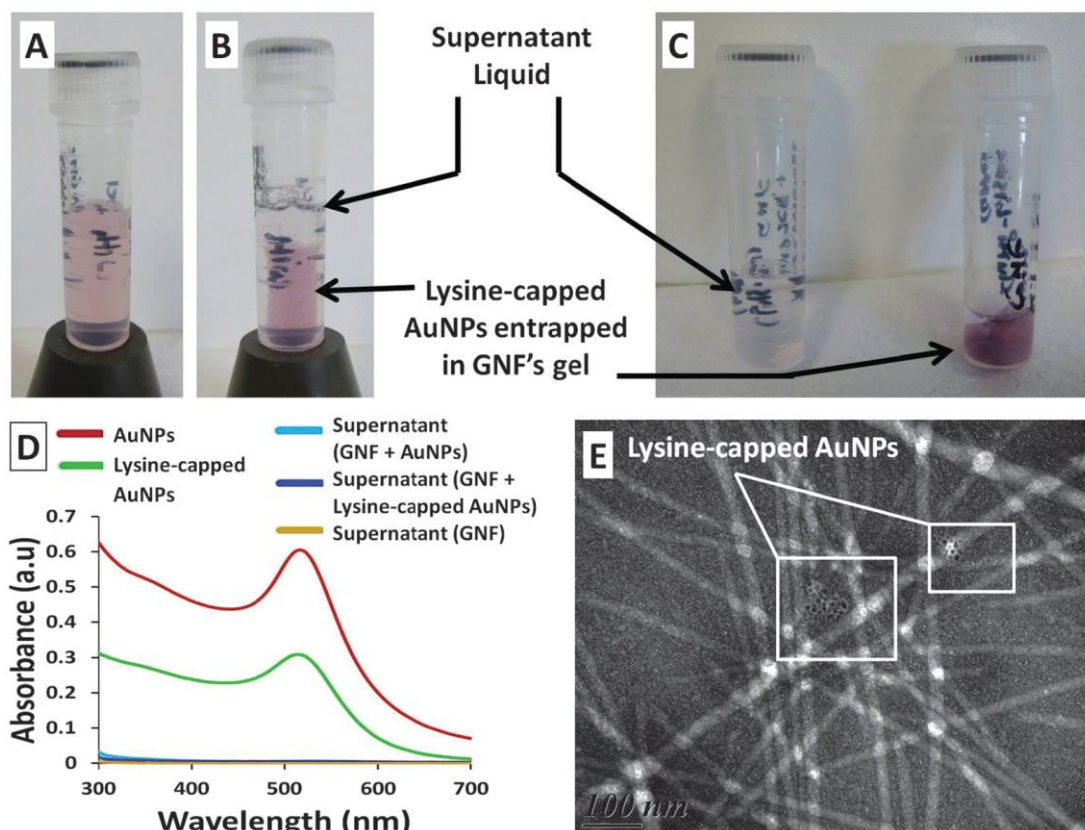 A
B
Supernatant
Liquid
C
Lysine-capped
AuNPs entrapped
in GNF's gel
D
AuNPs
Lysine-capped
AuNPs
Supernatant
(GNF + AuNPs)
Supernatant (GNF +
Lysine-capped AuNPs)
Supernatant (GNF)
Absorbance (a.u)
0.7
0.6
0.5
0.4
0.3
0.2
0.1
0
300
400
500
600
700
Wavelength (nm)
E
Lysine-capped AuNPs
100 nm